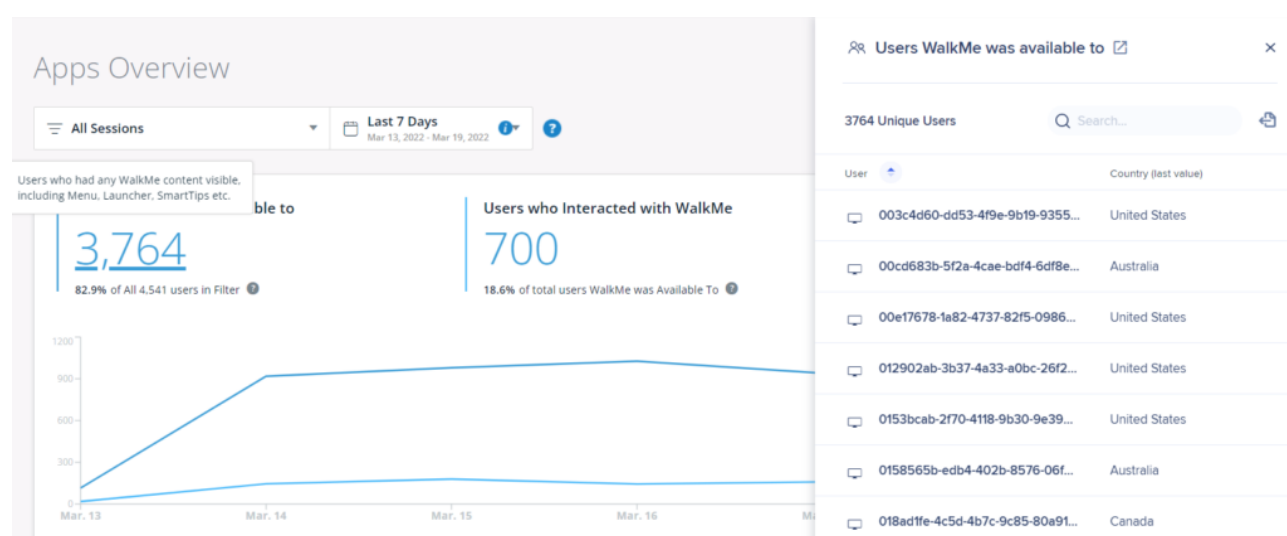 Apps Overview
All Sessions
Last 7 Days
Mar 13, 2022 - Mar 19, 2022
Users who had any WalkMe content visible,
including Menu, Launcher, SmartTips etc.
ble to
3,764
82.9% of All 4,541 users in Filter
Users who Interacted with WalkMe
700
18.6% of total users WalkMe was Available To
1200
900
600
300
0
Mar. 13 Mar. 14 Mar. 15 Mar. 16
Users WalkMe was available to
3764 Unique Users
Search...
User Country (last value)
003c4d60-dd53-4f9e-9b19-9355... United States
00cd683b-5f2a-4cae-bdf4-6df8e... Australia
00e17678-1a82-4737-82f5-0986... United States
012902ab-3b37-4a33-a0bc-26f2... United States
0153bcab-2f70-4118-9b30-9e39... United States
0158565b-edb4-402b-8576-06f... Australia
018ad1fe-4c5d-4b7c-9c85-80a91... Canada